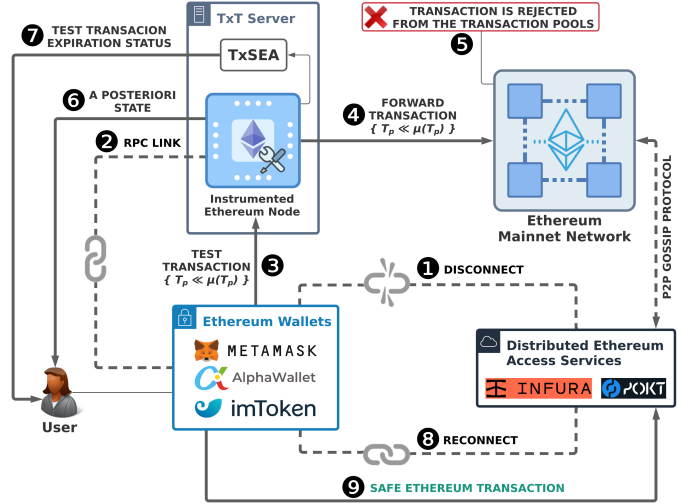 7 TEST TRANSACION
EXPIRATION STATUS
TxT Server
TxSEA
TRANSACTION IS REJECTED
FROM THE TRANSACTION POOLS
5
6 A POSTERIORI
STATE
2 RPC LINK
4 FORWARD
TRANSACTION
{ Tp ≪ μ(Tp) }
Instrumented
Ethereum Node
Ethereum
Mainnet Network
P2P GOSSIP PROTOCOL
TEST
TRANSACTION
{ Tp ≪ μ(Tp) }
3
1 DISCONNECT
Ethereum Wallets
METAMASK
AlphaWallet
imToken
Distributed Ethereum
Access Services
INFURA
POKT
User
8 RECONNECT
9 SAFE ETHEREUM TRANSACTION